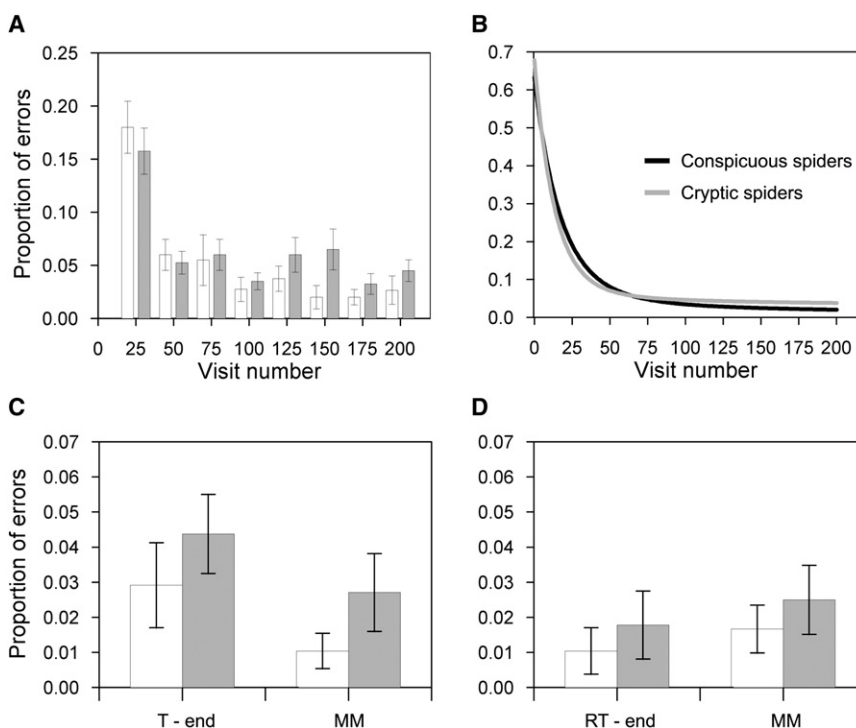 A
0.25
0.20
0.15
0.10
0.05
0.00
Proportion of errors
0 25 50 75 100 125 150 175 200
Visit number
B
0.7
0.6
0.5
0.4
0.3
0.2
0.1
0.0
Conspicuous spiders
Cryptic spiders
0 25 50 75 100 125 150 175 200
Visit number
C
0.07
0.06
0.05
0.04
0.03
0.02
0.01
0.00
Proportion of errors
T - end MM
D
0.07
0.06
0.05
0.04
0.03
0.02
0.01
0.00
RT - end MM